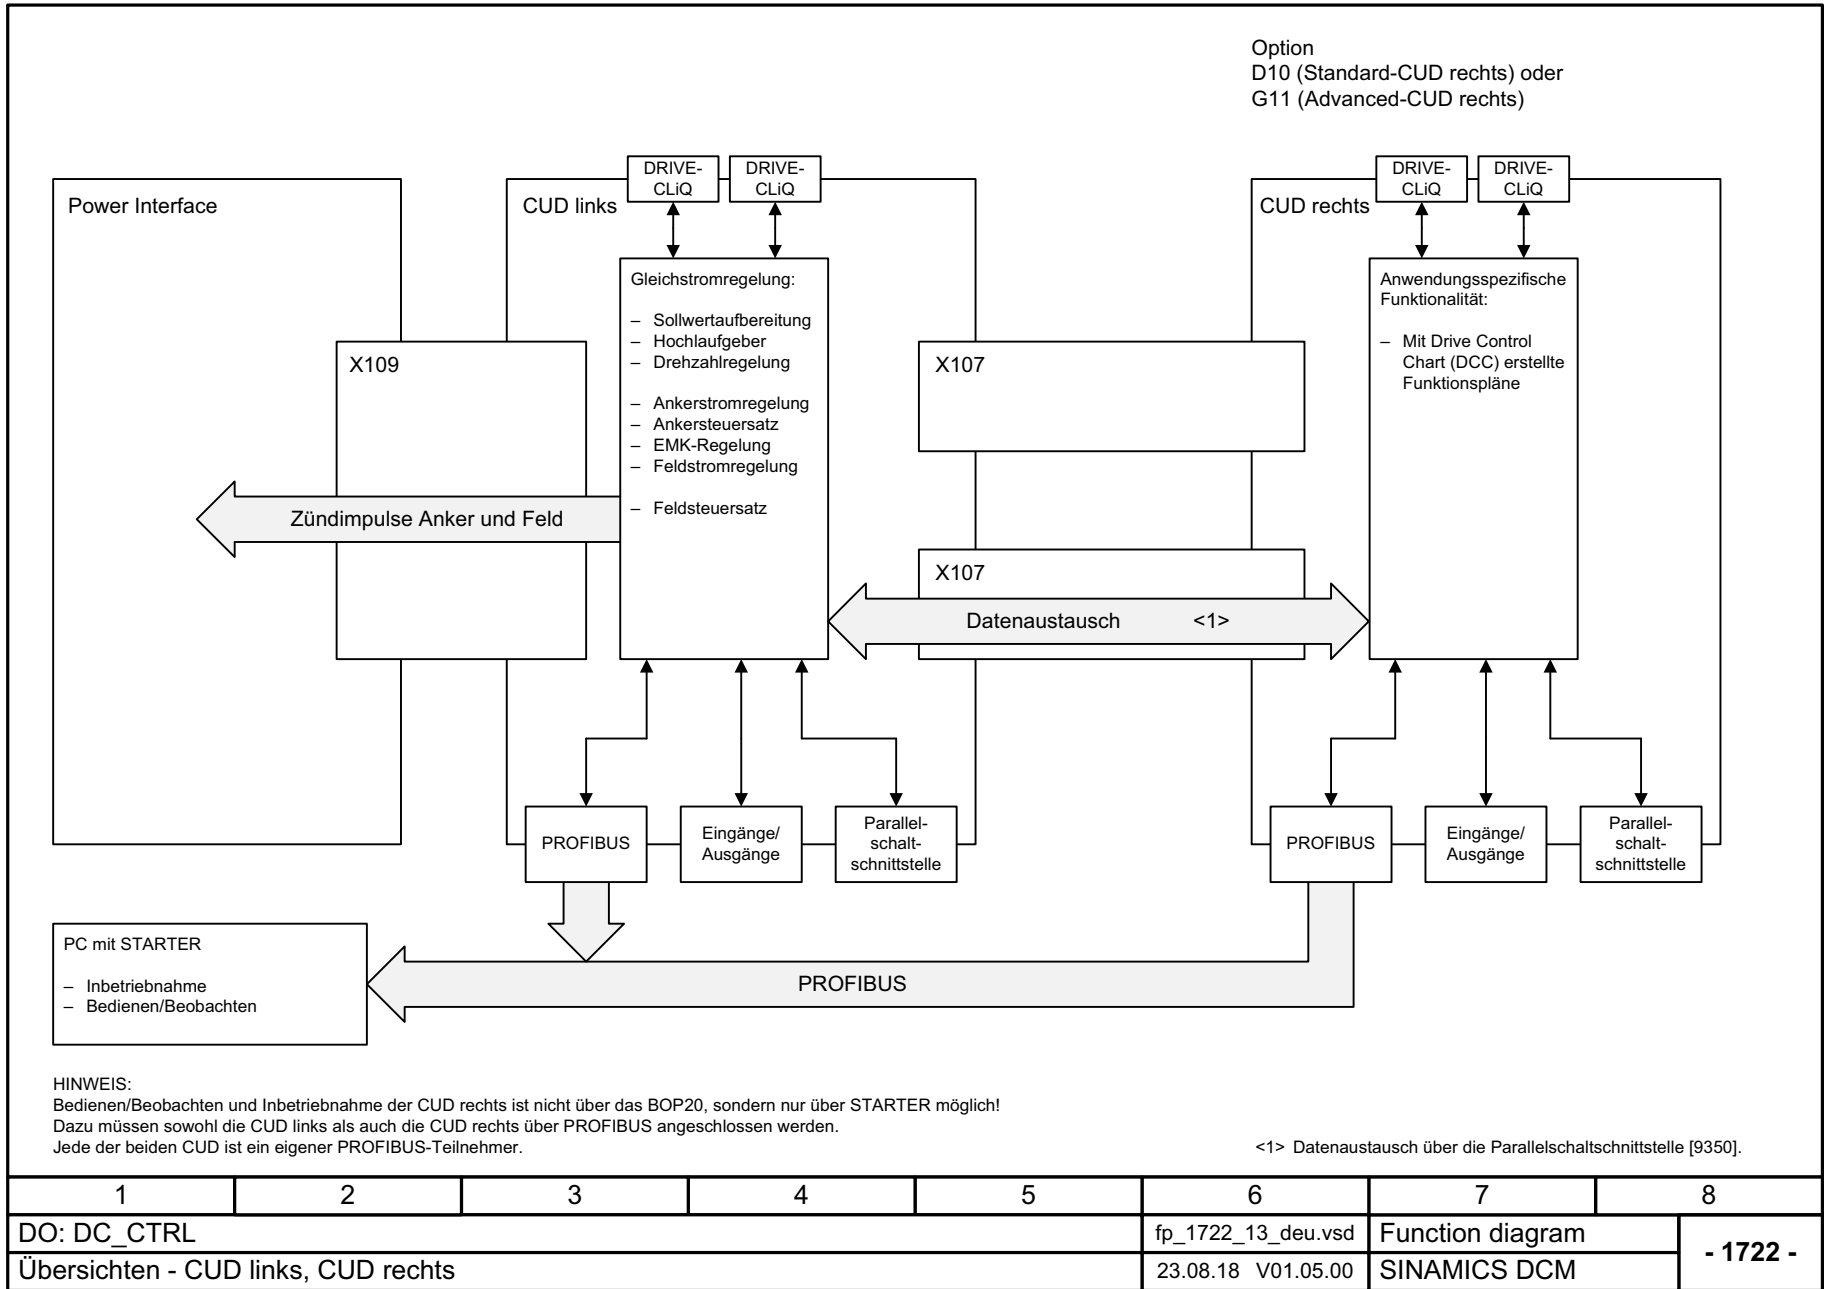 Option
D10 (Standard-CUD rechts) oder
G11 (Advanced-CUD rechts)
Power Interface
CUD links
DRIVE-
CLiQ
DRIVE-
CLiQ
CUD rechts
DRIVE-
CLiQ
DRIVE-
CLiQ
Gleichstromregelung:
– Sollwertaufbereitung
– Hochlaufgeber
– Drehzahlregelung
– Ankerstromregelung
– Ankersteuersatz
– EMK-Regelung
– Feldstromregelung
– Feldsteuersatz
Anwendungsspezifische
Funktionalität:
– Mit Drive Control
Chart (DCC) erstellte
Funktionspläne
X109
X107
Zündimpulse Anker und Feld
X107
Datenaustausch <1>
PROFIBUS
Eingänge/
Ausgänge
Parallel-
schalt-
schnittstelle
PROFIBUS
Eingänge/
Ausgänge
Parallel-
schalt-
schnittstelle
PC mit STARTER
– Inbetriebnahme
– Bedienen/Beobachten
PROFIBUS
HINWEIS:
Bedienen/Beobachten und Inbetriebnahme der CUD rechts ist nicht über das BOP20, sondern nur über STARTER möglich!
Dazu müssen sowohl die CUD links als auch die CUD rechts über PROFIBUS angeschlossen werden.
Jede der beiden CUD ist ein eigener PROFIBUS-Teilnehmer.
<1> Datenaustausch über die Parallelschaltschnittstelle [9350].
1 2 3 4 5 6 7 8
DO: DC_CTRL
fp_1722_13_deu.vsd
Function diagram
- 1722 -
Übersichten - CUD links, CUD rechts
23.08.18 V01.05.00
SINAMICS DCM